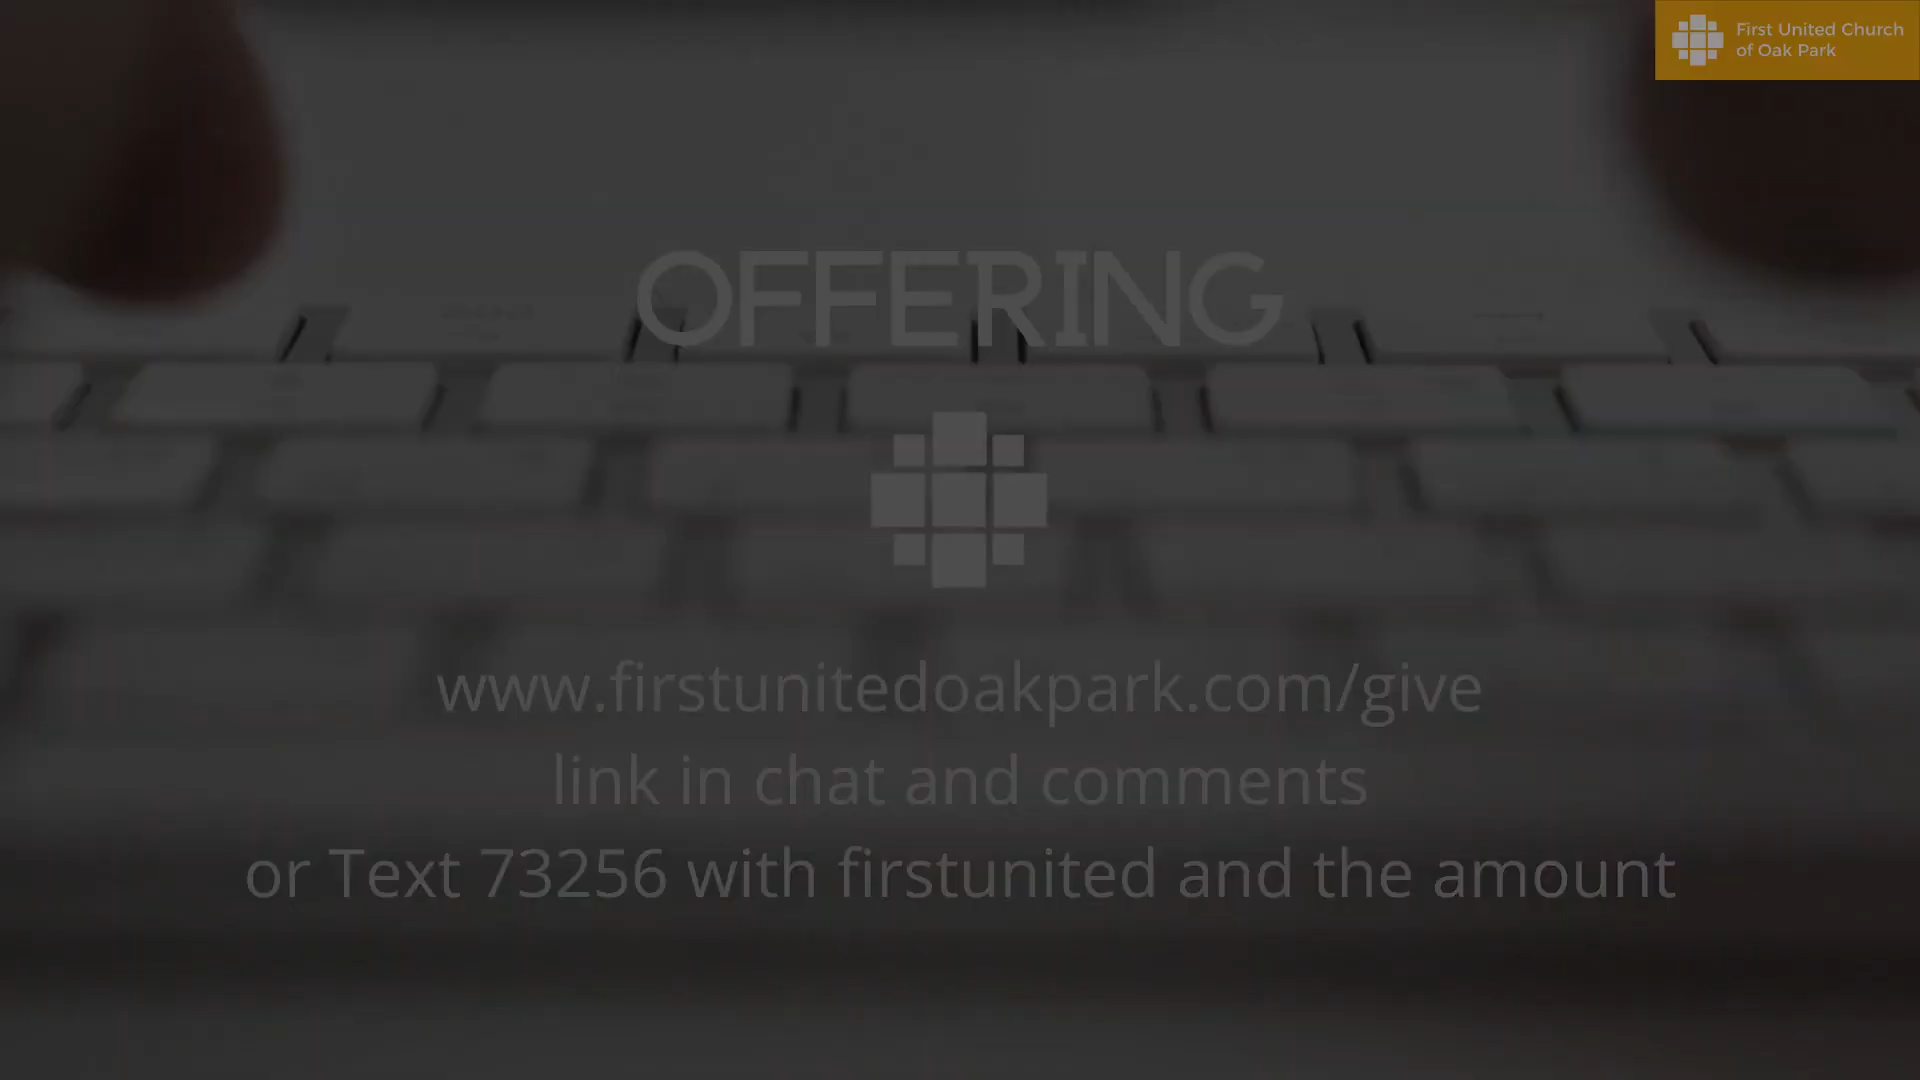 First United Church
of Oak Park
OFFERING
www.firstunitedoakpark.com/give
link in chat and comments
or Text 73256 with firstunited and the amount